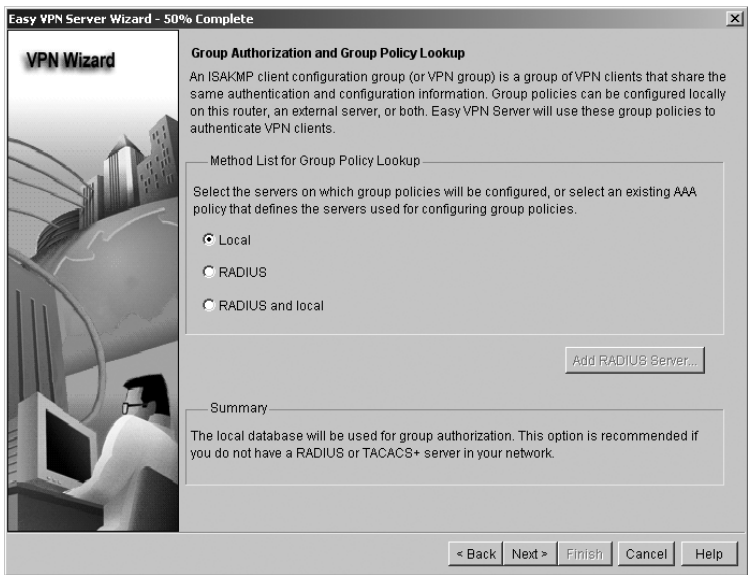 Easy VPN Server Wizard - 50% Complete
VPN Wizard
Group Authorization and Group Policy Lookup
An ISAKMP client configuration group (or VPN group) is a group of VPN clients that share the
same authentication and configuration information. Group policies can be configured locally
on this router, an external server, or both. Easy VPN Server will use these group policies to
authenticate VPN clients.
Method List for Group Policy Lookup
Select the servers on which group policies will be configured, or select an existing AAA
policy that defines the servers used for configuring group policies.
Local
RADIUS
RADIUS and local
Add RADIUS Server...
Summary
The local database will be used for group authorization. This option is recommended if
you do not have a RADIUS or TACACS+ server in your network.
< Back Next > Finish Cancel Help